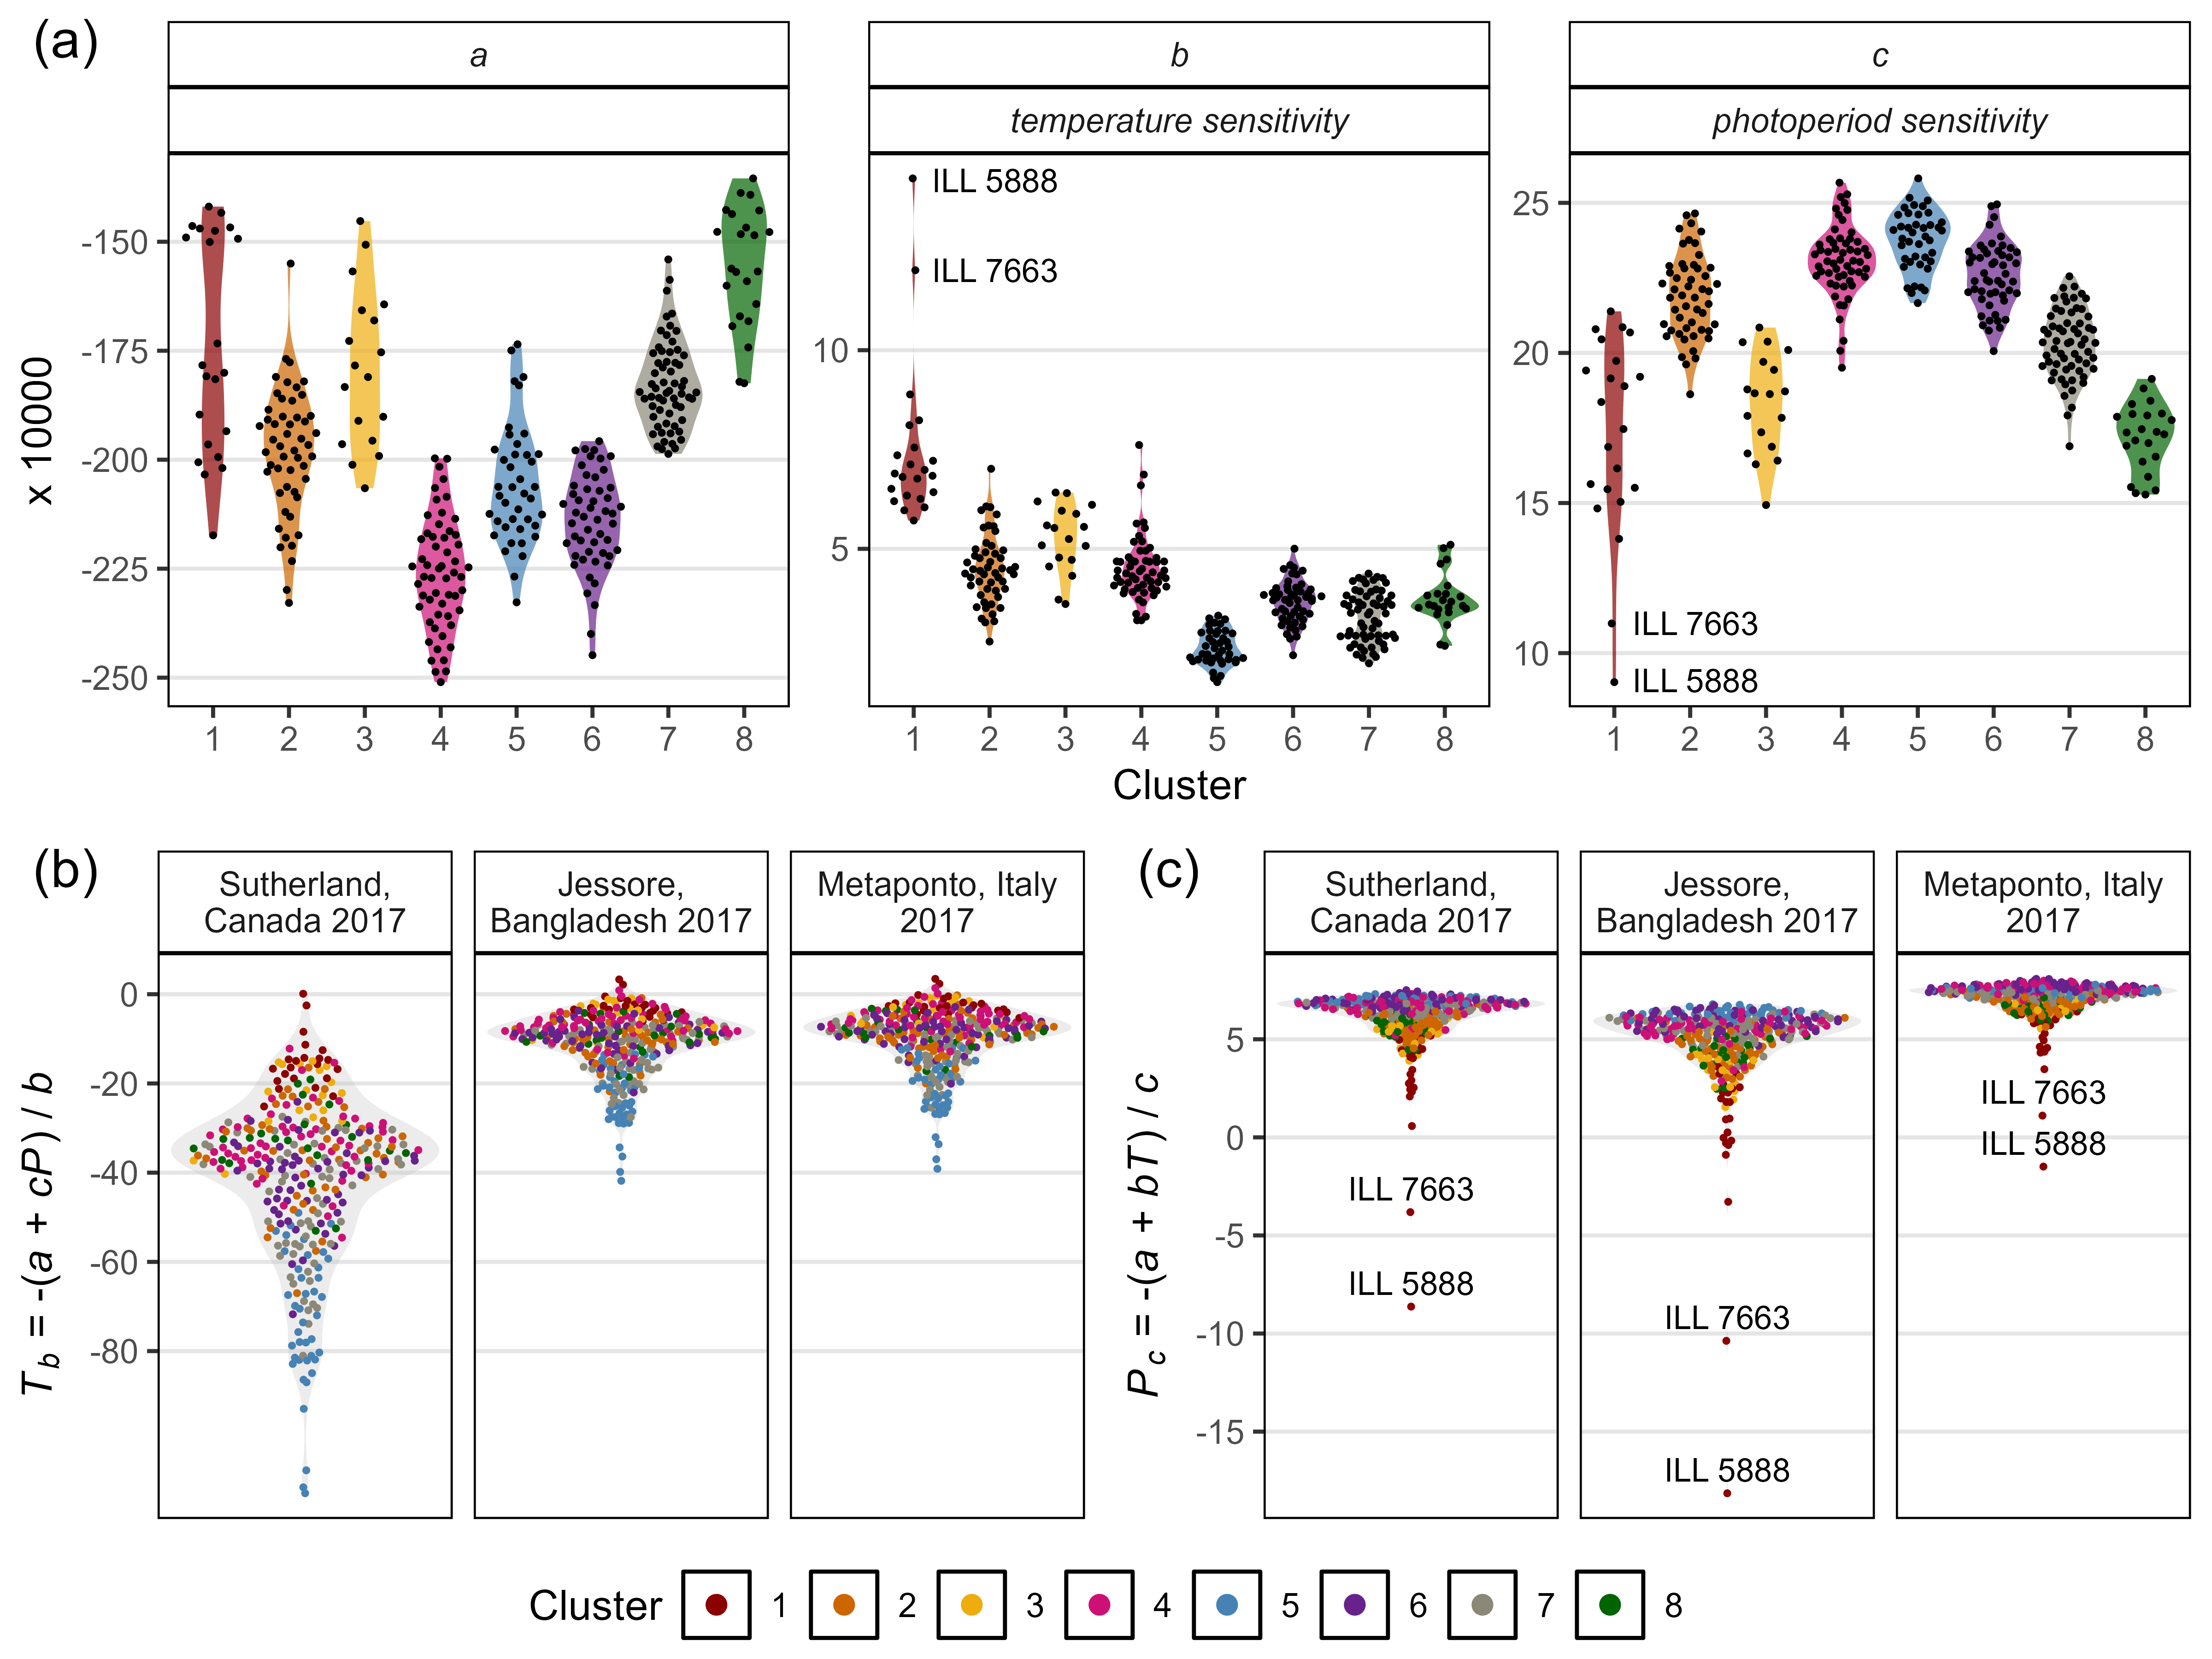 (a)
a
b
c
temperature sensitivity
photoperiod sensitivity
x 10000
-150
-175
-200
-225
-250
1 2 3 4 5 6 7 8
10
5
ILL 5888
ILL 7663
1 2 3 4 5 6 7 8
25
20
15
10
ILL 7663
ILL 5888
1 2 3 4 5 6 7 8
Cluster
(b)
Sutherland,
Canada 2017
Jessore,
Bangladesh 2017
Metaponto, Italy
2017
T_b = -(a + cP) / b
0
-20
-40
-60
-80
(c)
Sutherland,
Canada 2017
Jessore,
Bangladesh 2017
Metaponto, Italy
2017
P_c = -(a + bT) / c
5
0
-5
-10
-15
ILL 7663
ILL 5888
ILL 7663
ILL 5888
ILL 7663
ILL 5888
Cluster 1 2 3 4 5 6 7 8